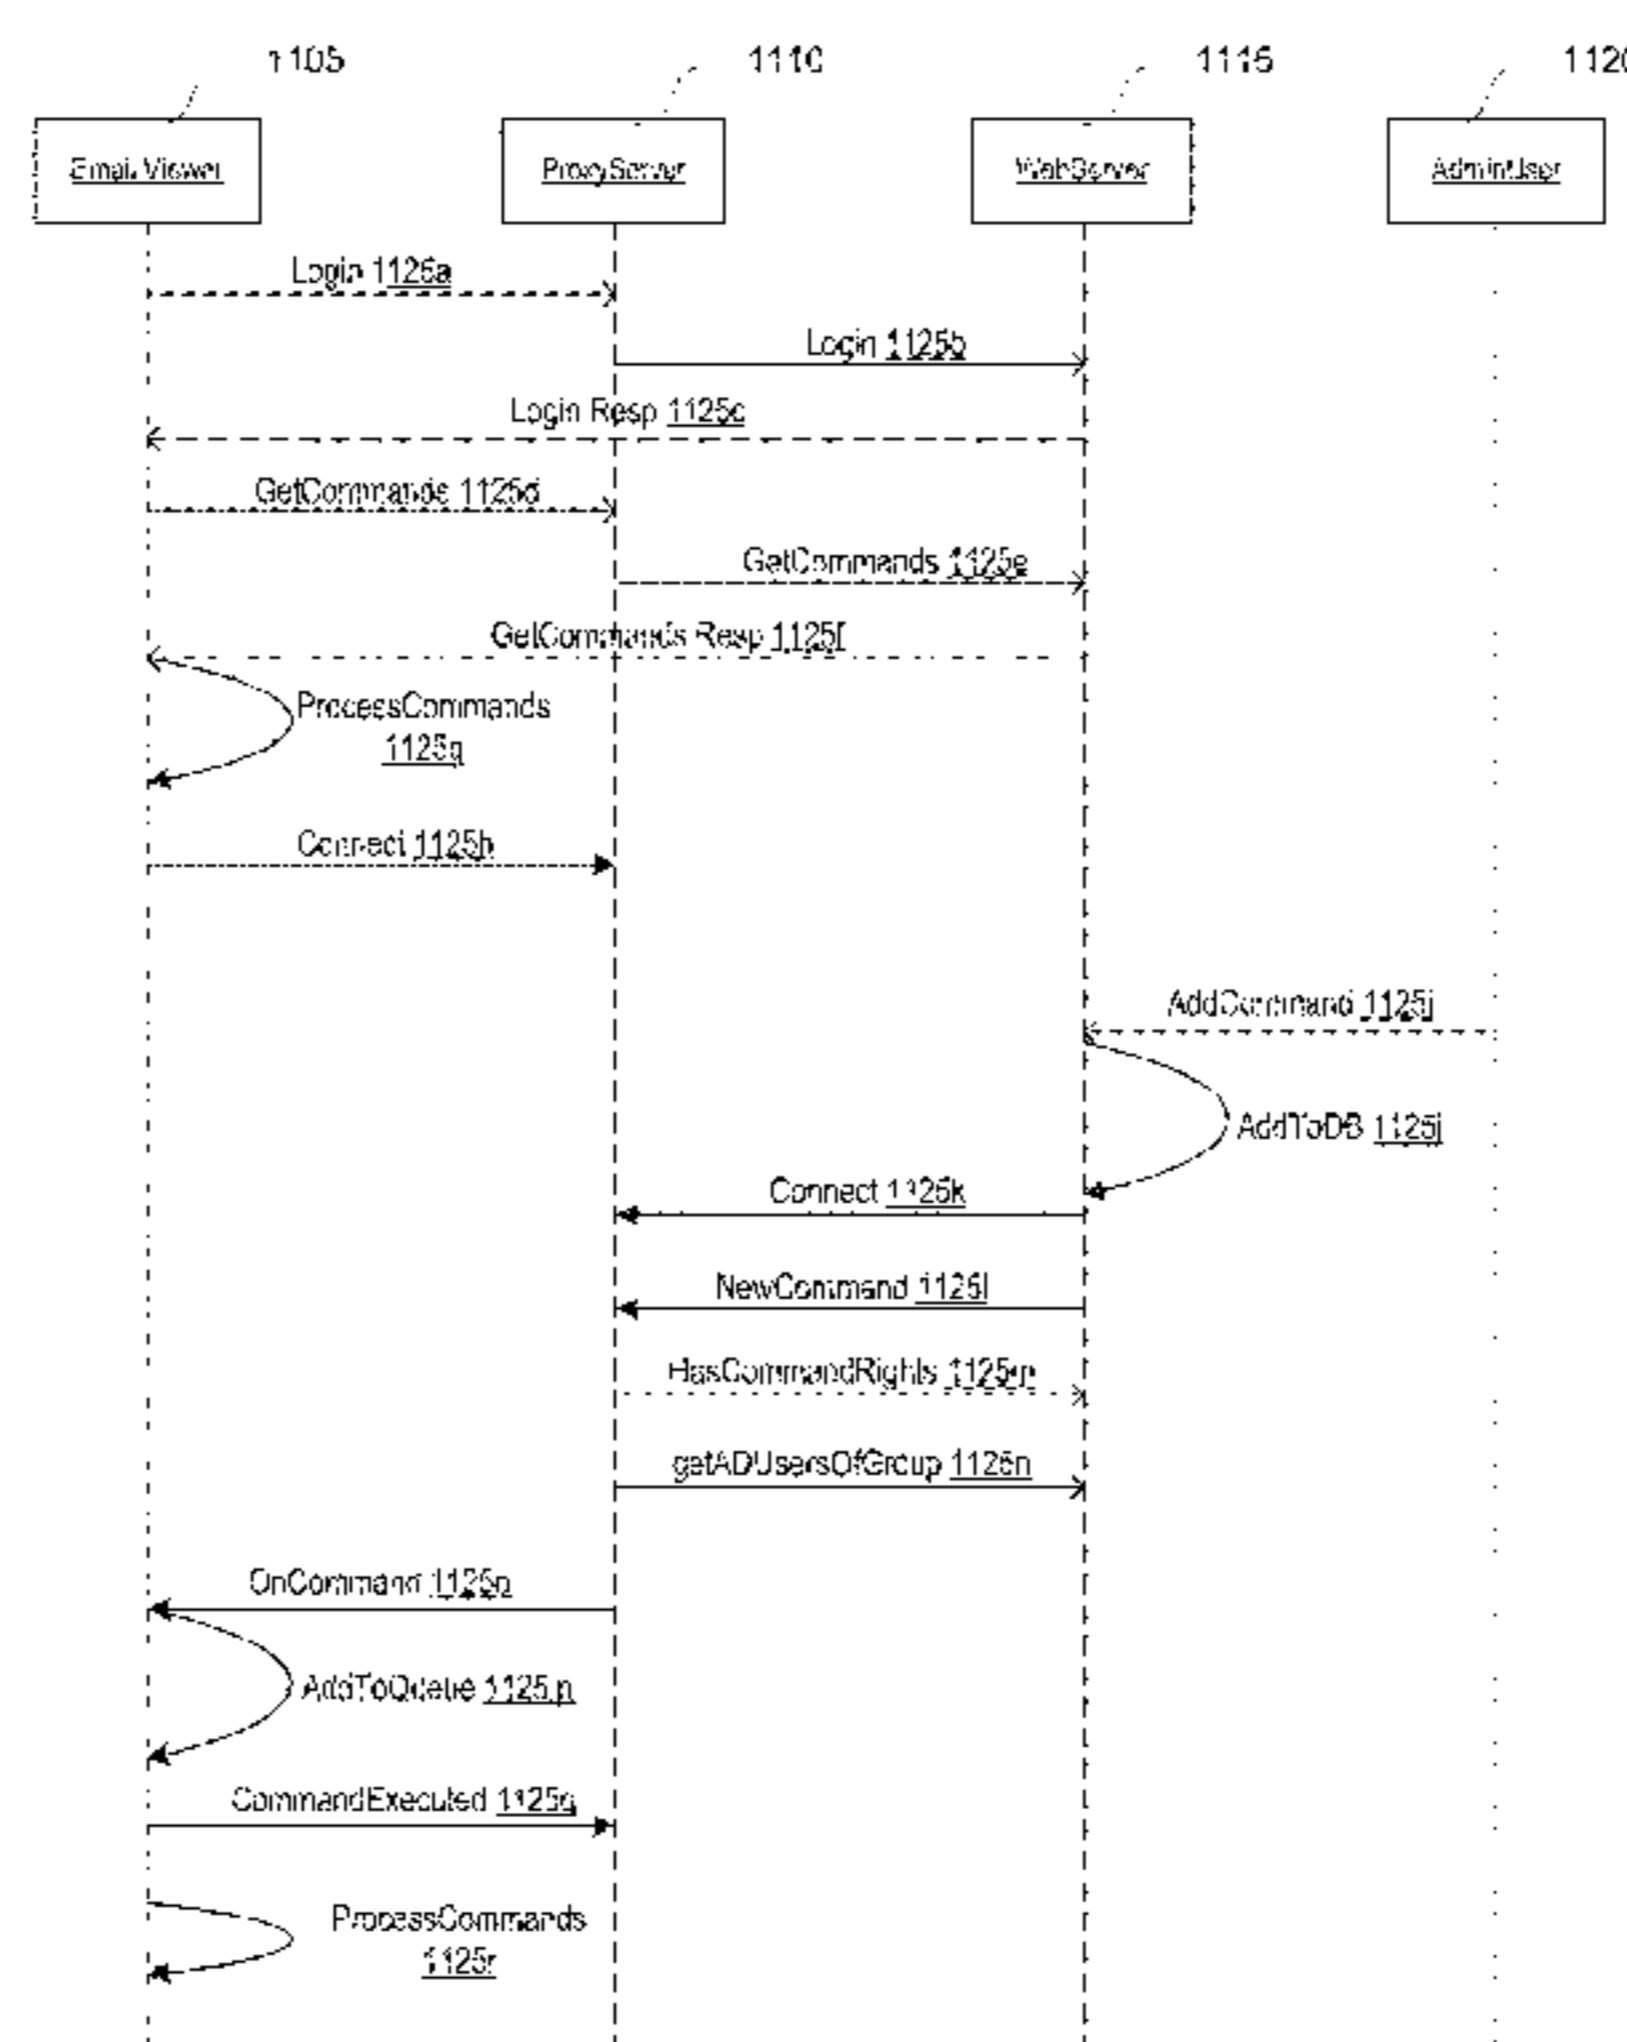 1105
1110
1115
112
Email Viewer
ProxyServer
WebServer
AdminUser
Login 1125a
Login 1125b
Login Resp 1125c
GetCommands 1125d
GetCommands 1125e
GetCommands Resp 1125f
ProcessCommands
1125g
Connect 1125h
AddCommand 1125i
AddToDB 1125j
Connect 1125k
NewCommand 1125l
HasCommandRights 1125m
getADUsersOfGroup 1125n
OnCommand
AddToQueue 1125p
CommandExecuted 1125q
ProcessCommands
1125r